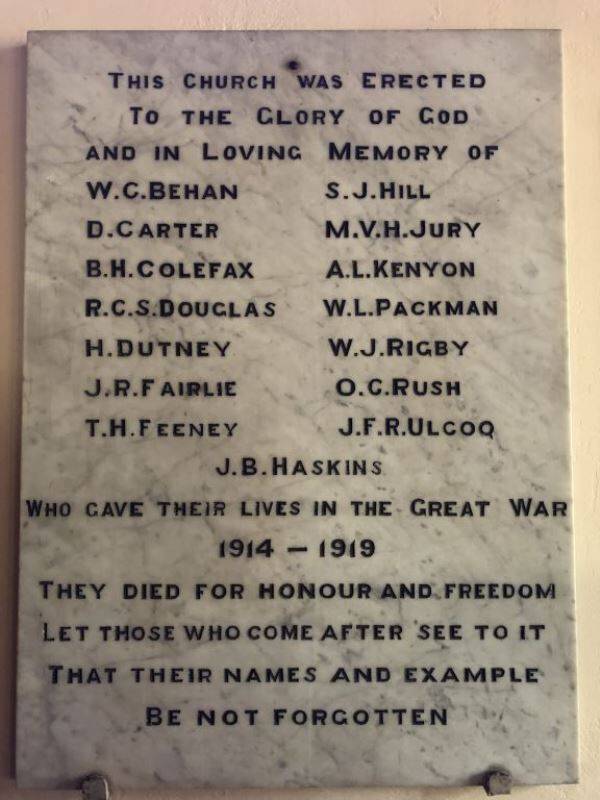 This Church was Erected
To the Glory of God
and in Loving Memory of
W.C.Behan S.J.Hill
D.Carter M.V.H.Jury
B.H.Colefax A.L.Kenyon
R.C.S.Douglas W.L.Packman
H.Dutney W.J.Rigby
J.R.Fairlie O.C.Rush
T.H.Feeney J.F.R.Ulcoq
J.B.Haskins
Who gave their lives in the Great War
1914 – 1919
They died for honour and freedom
Let those who come after see to it
That their names and example
Be not forgotten